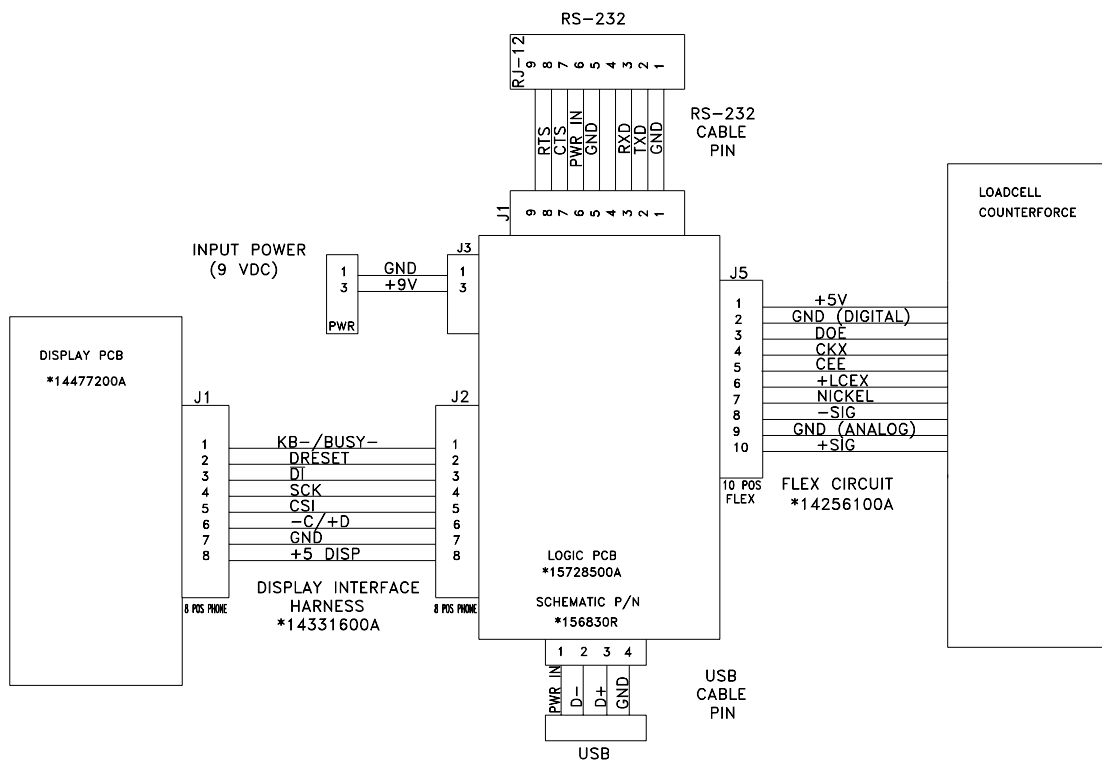 RS-232
RJ-12
9 8 7 6 5 4 3 2 1
RTS
CTS
PWR IN
GND
RXD
TXD
GND
RS-232
CABLE
PIN
J1
9 8 7 6 5 4 3 2 1
INPUT POWER
(9 VDC)
1 GND 1
3 +9V 3
PWR
J3
LOADCELL
COUNTERFORCE
J5
1 +5V
2 GND (DIGITAL)
3 DOE
4 CKX
5 CEE
6 +LCEX
7 NICKEL
8 -SIG
9 GND (ANALOG)
10 +SIG
10 POS
FLEX
FLEX CIRCUIT
*14256100A
DISPLAY PCB
*14477200A
J1
J2
1 KB-/BUSY- 1
2 DRESET 2
3 D̅I̅ 3
4 SCK 4
5 CSI 5
6 -C/+D 6
7 GND 7
8 +5 DISP 8
8 POS PHONE
8 POS PHONE
DISPLAY INTERFACE
HARNESS
*14331600A
LOGIC PCB
*15728500A
SCHEMATIC P/N
*156830R
1 2 3 4
PWR IN
D-
D+
GND
USB
CABLE
PIN
USB